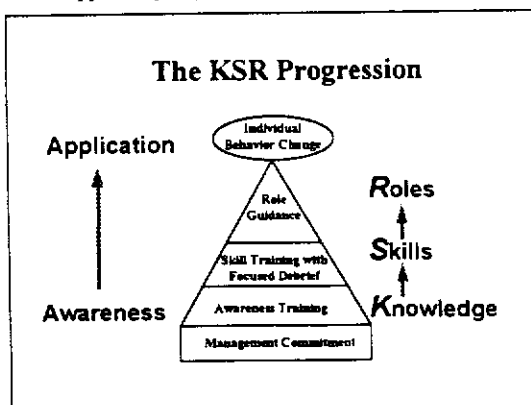 The KSR Progression
Individual
Behavior Change
Application
Role
Guidance
Roles
Skill Training with
Focused Debrief
Skills
Awareness
Awareness Training
Knowledge
Management Commitment